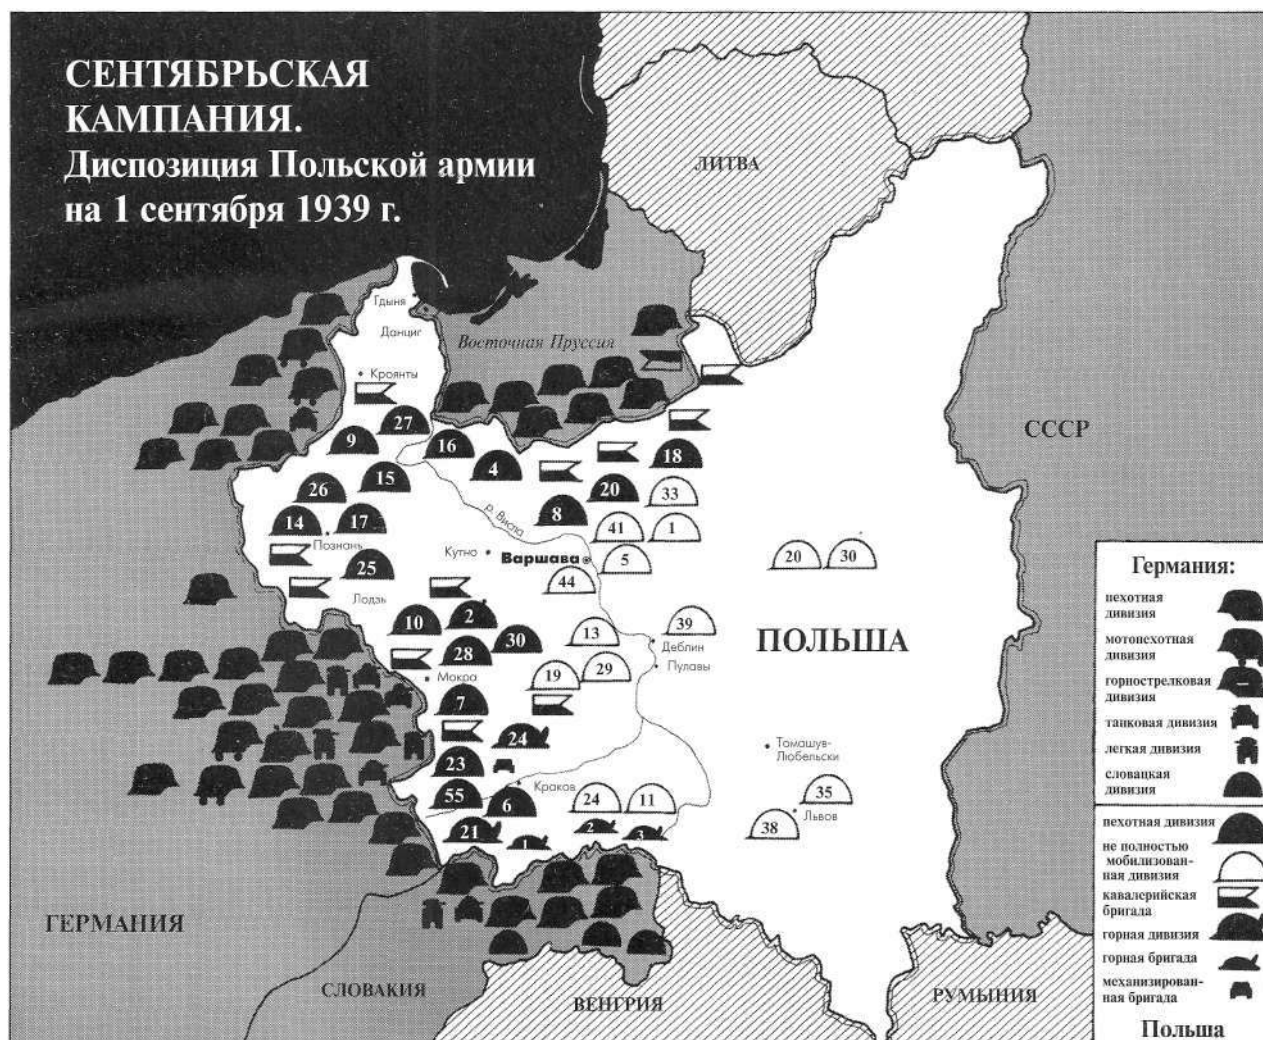 СЕНТЯБРЬСКАЯ
КАМПАНИЯ.
Диспозиция Польской армии
на 1 сентября 1939 г.
ЛИТВА
Гдыня
Данциг
Восточная Пруссия
Кроянты
СССР
27
9
16
18
4
15
26
20
33
14
17
8
41
1
р. Висла
Познань
Кутно
Варшава
5
20
30
25
44
Лодзь
10
2
13
39
30
Деблин
ПОЛЬША
28
29
Пулавы
Мокра
19
7
24
Томашув-
Любельски
23
Краков
55
6
24
11
35
Львов
38
21
1
2
3
ГЕРМАНИЯ
СЛОВАКИЯ
ВЕНГРИЯ
РУМЫНИЯ
Германия:
пехотная
дивизия
мотопехотная
дивизия
горнострелковая
дивизия
танковая дивизия
легкая дивизия
словацкая
дивизия
пехотная дивизия
не полностью
мобилизован-
ная дивизия
кавалерийская
бригада
горная дивизия
горная бригада
механизирован-
ная бригада
Польша